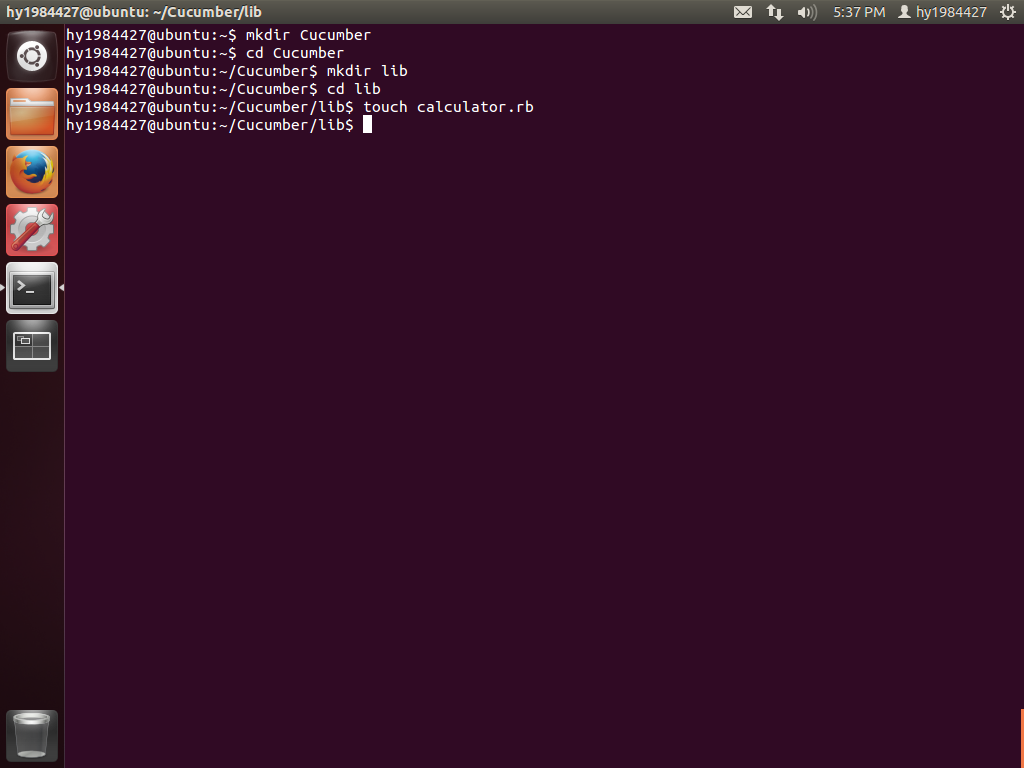 hy1984427@ubuntu: ~/Cucumber/lib 5:37 PM hy1984427
hy1984427@ubuntu:~$ mkdir Cucumber
hy1984427@ubuntu:~$ cd Cucumber
hy1984427@ubuntu:~/Cucumber$ mkdir lib
hy1984427@ubuntu:~/Cucumber$ cd lib
hy1984427@ubuntu:~/Cucumber/lib$ touch calculator.rb
hy1984427@ubuntu:~/Cucumber/lib$
>_